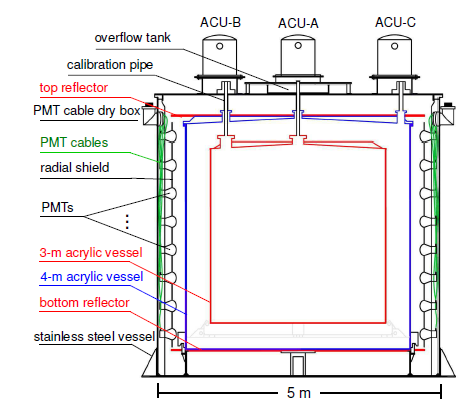 ACU-B ACU-A ACU-C
overflow tank
calibration pipe
top reflector
PMT cable dry box
PMT cables
radial shield
PMTs
3-m acrylic vessel
4-m acrylic vessel
bottom reflector
stainless steel vessel
5 m